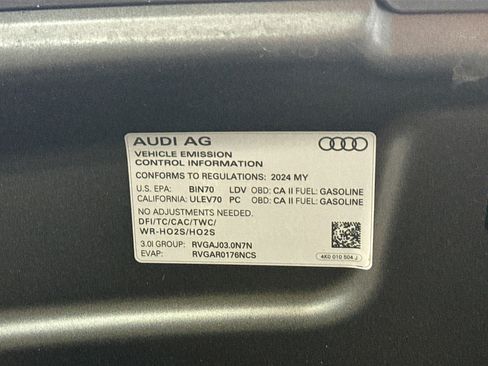 AUDI AG
VEHICLE EMISSION
CONTROL INFORMATION
CONFORMS TO REGULATIONS: 2024 MY
U.S. EPA: BIN70 LDV OBD: CA II FUEL: GASOLINE
CALIFORNIA: ULEV70 PC OBD: CA II FUEL: GASOLINE
NO ADJUSTMENTS NEEDED.
DFI/TC/CAC/TWC/
WR-HO2S/HO2S
3.0l GROUP: RVGAJ03.0N7N
EVAP: RVGAR0176NCS
4K0 010 504 J